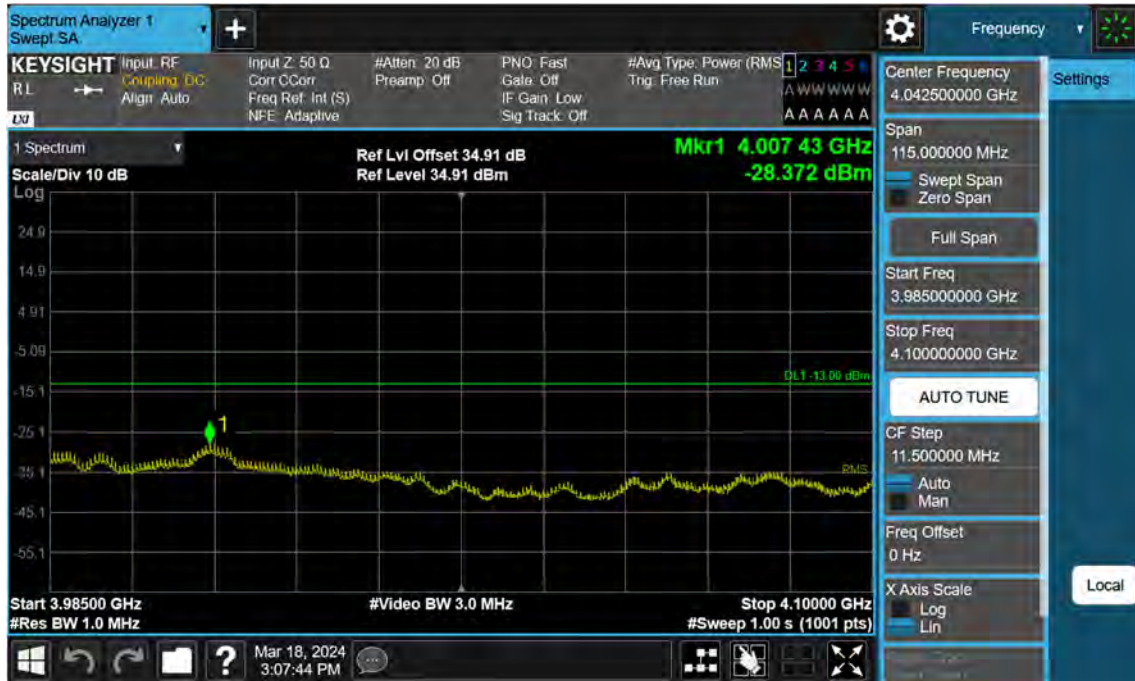 Spectrum Analyzer 1
Swept SA
Frequency
KEYSIGHT
RL
LXI
Input: RF
Coupling: DC
Align: Auto
Input Z: 50 Ω
Corr CCorr
Freq Ref: Int (S)
NFE: Adaptive
#Atten: 20 dB
Preamp: Off
PNO: Fast
Gate: Off
IF Gain: Low
Sig Track: Off
#Avg Type: Power (RMS
Trig: Free Run
1 2 3 4 5 6
A W W W W W
A A A A A A
1 Spectrum
Scale/Div 10 dB
Ref Lvl Offset 34.91 dB
Ref Level 34.91 dBm
Mkr1 4.007 43 GHz
-28.372 dBm
Log
24.9
14.9
4.91
-5.09
-15.1
-25.1
-35.1
-45.1
-55.1
DL1 -13.00 dBm
1
RMS
Start 3.98500 GHz
#Res BW 1.0 MHz
#Video BW 3.0 MHz
Stop 4.10000 GHz
#Sweep 1.00 s (1001 pts)
Center Frequency
4.042500000 GHz
Settings
Span
115.000000 MHz
Swept Span
Zero Span
Full Span
Start Freq
3.985000000 GHz
Stop Freq
4.100000000 GHz
AUTO TUNE
CF Step
11.500000 MHz
Auto
Man
Freq Offset
0 Hz
X Axis Scale
Log
Lin
Local
?
Mar 18, 2024
3:07:44 PM